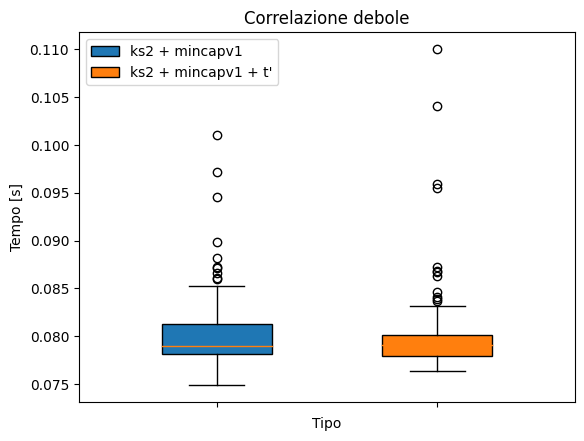 Correlazione debole
ks2 + mincapv1
ks2 + mincapv1 + t'
0.110
0.105
0.100
0.095
0.090
0.085
0.080
0.075
Tempo [s]
Tipo